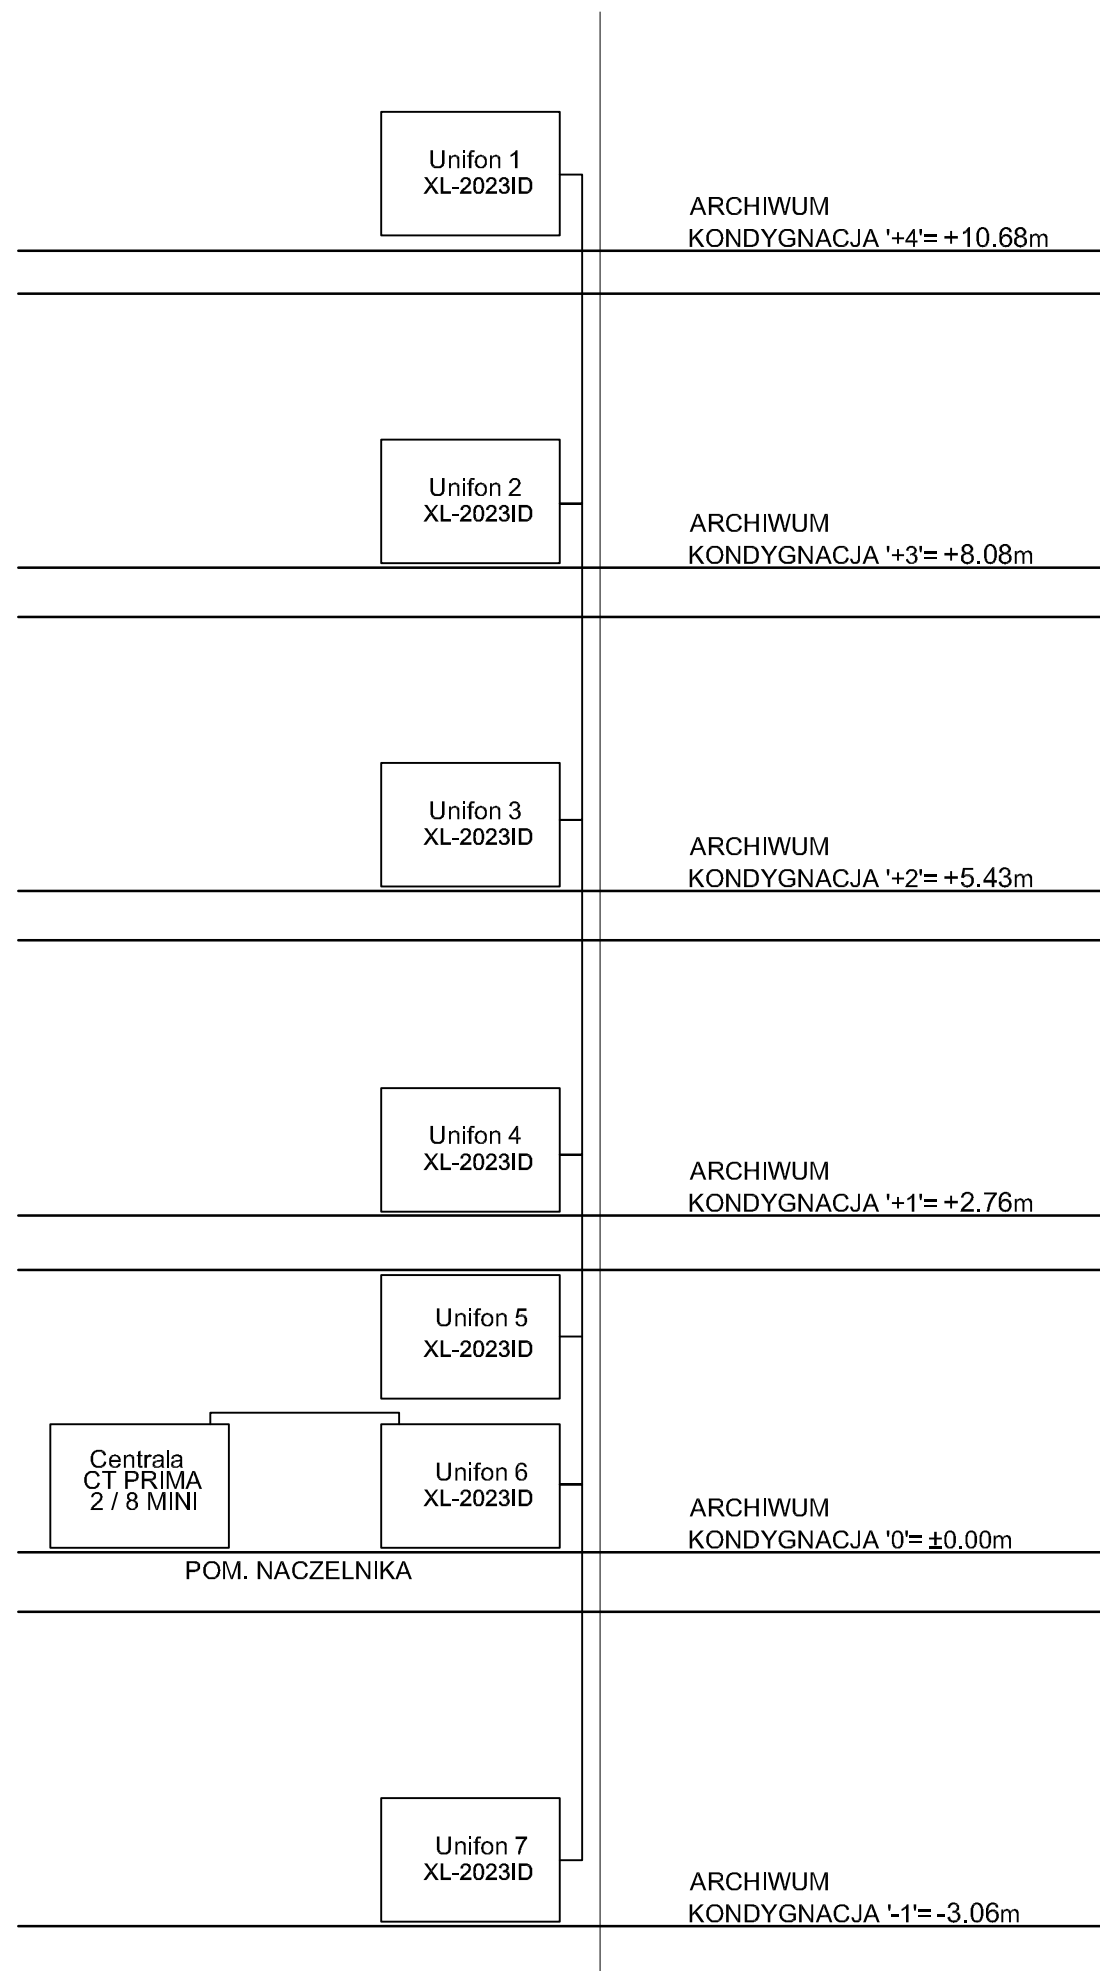 Unifon 1
XL-2023ID
ARCHIWUM
KONDYGNACJA '+4'= +10.68m
Unifon 2
XL-2023ID
ARCHIWUM
KONDYGNACJA '+3'= +8.08m
Unifon 3
XL-2023ID
ARCHIWUM
KONDYGNACJA '+2'= +5.43m
Unifon 4
XL-2023ID
ARCHIWUM
KONDYGNACJA '+1'= +2.76m
Unifon 5
XL-2023ID
Centrala
CT PRIMA
2 / 8 MINI
Unifon 6
XL-2023ID
ARCHIWUM
KONDYGNACJA '0'= ±0.00m
POM. NACZELNIKA
Unifon 7
XL-2023ID
ARCHIWUM
KONDYGNACJA '-1'= -3.06m